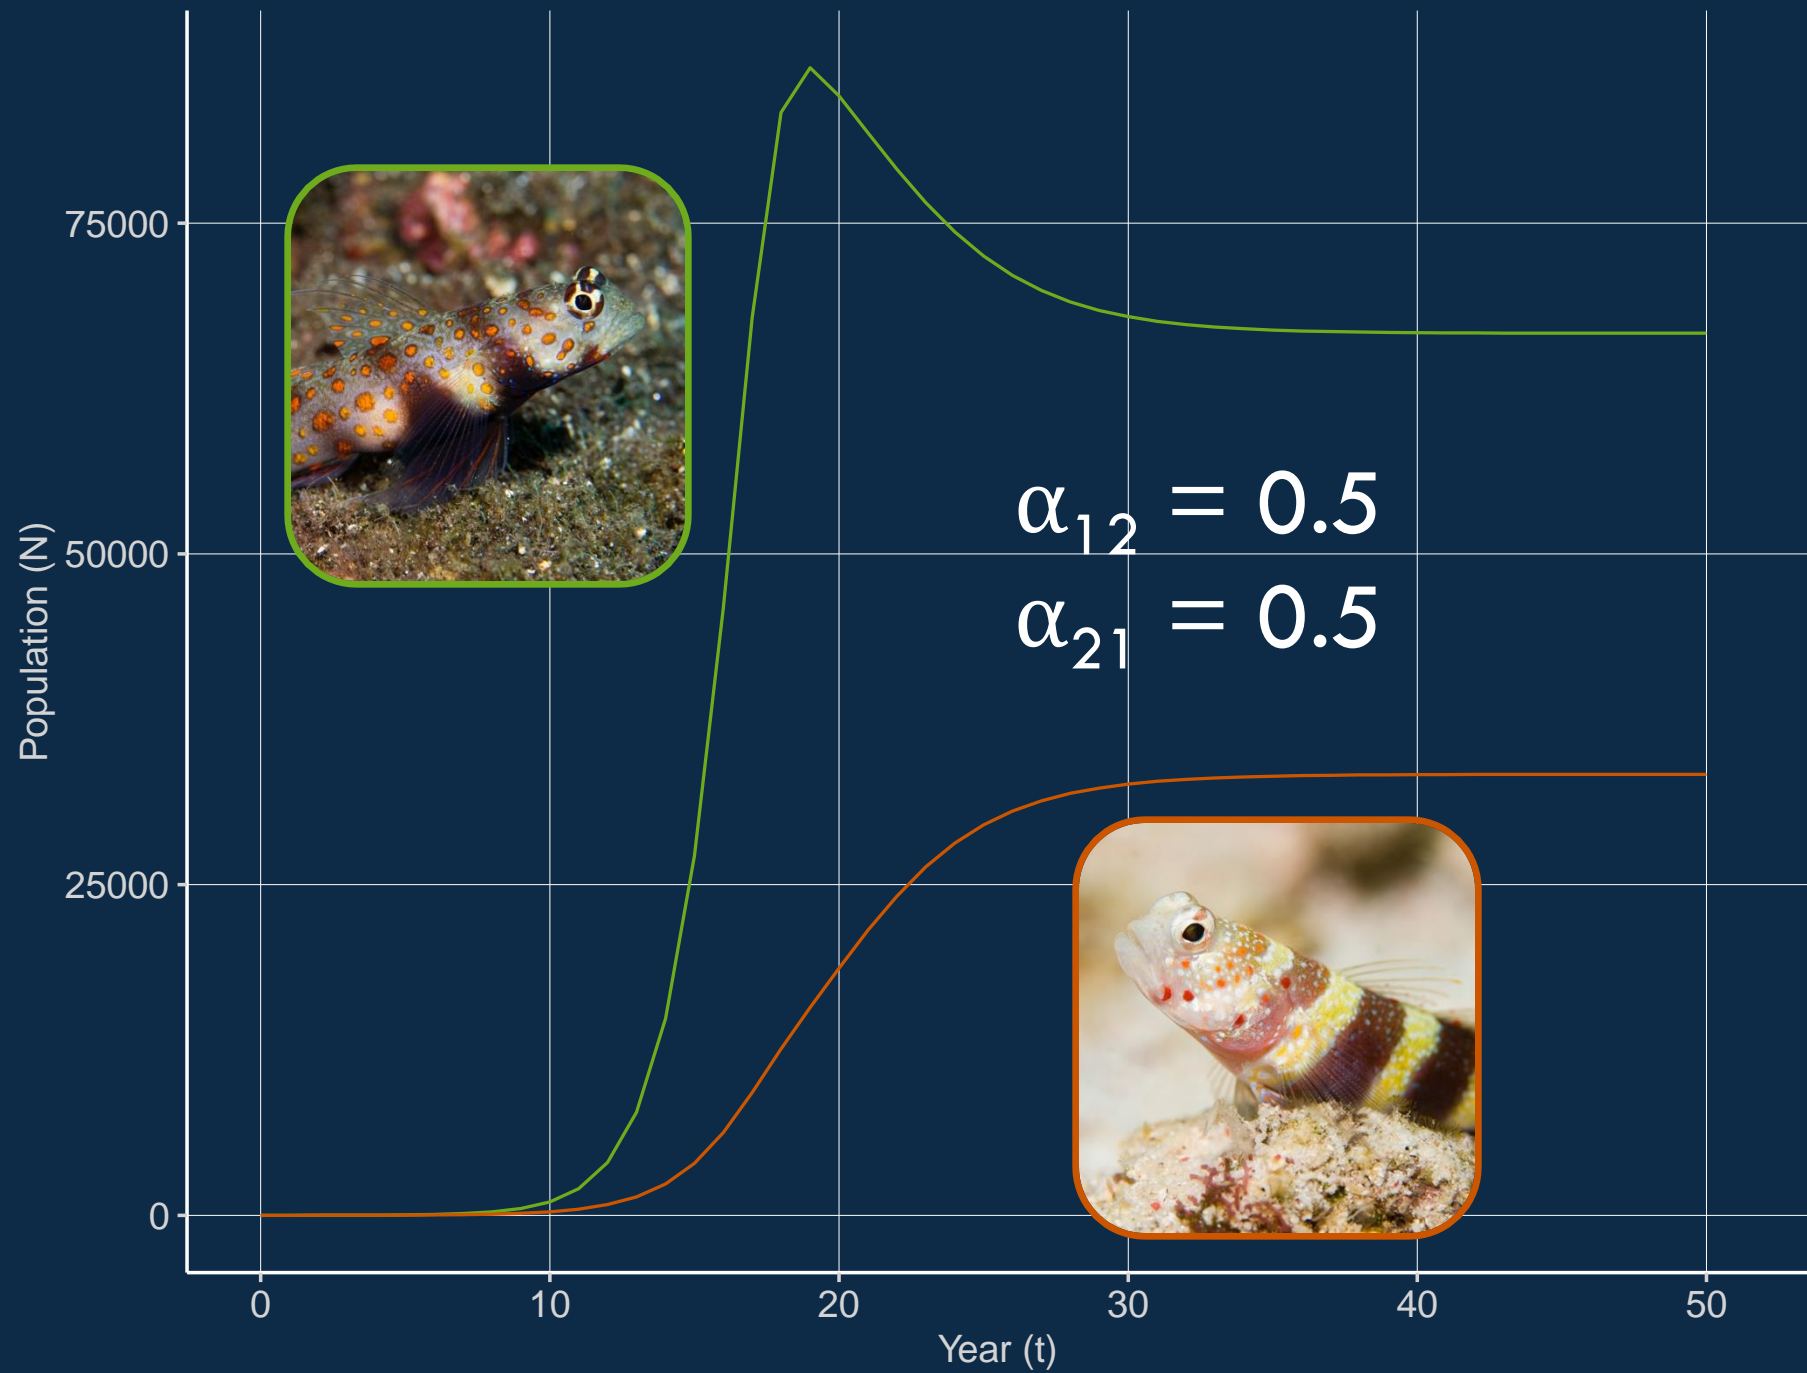 75000
50000
25000
0
Population (N)
α12 = 0.5
α21 = 0.5
0 10 20 30 40 50
Year (t)